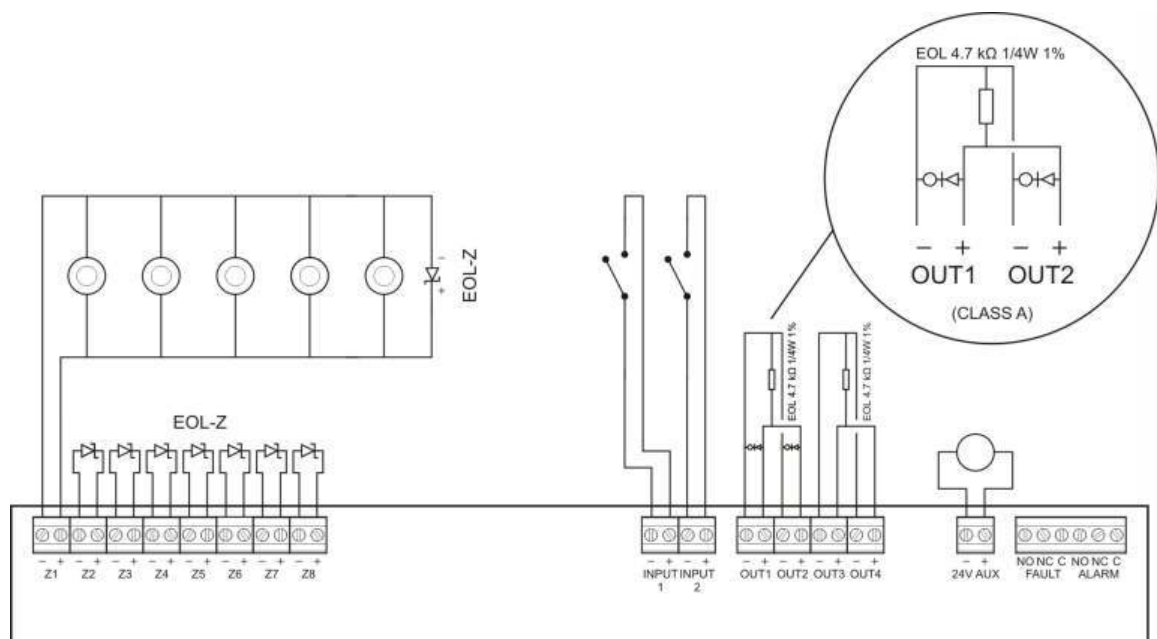 EOL 4.7 kΩ 1/4W 1%
− + − +
OUT1 OUT2
(CLASS A)
− +
EOL-Z
EOL-Z
EOL 4.7 kΩ 1/4W 1%
EOL 4.7 kΩ 1/4W 1%
− + − + − + − + − + − + − + − +
Z1 Z2 Z3 Z4 Z5 Z6 Z7 Z8
− + − +
INPUT 1 INPUT 2
− + − + − + − +
OUT1 OUT2 OUT3 OUT4
− +
24V AUX
NO NC C NO NC C
FAULT ALARM